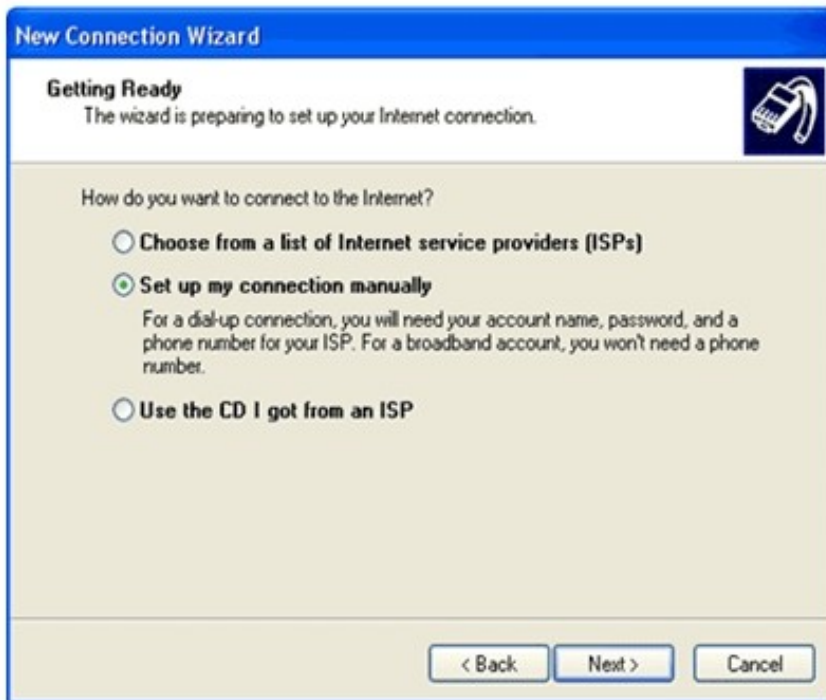 New Connection Wizard
Getting Ready
The wizard is preparing to set up your Internet connection.
How do you want to connect to the Internet?
Choose from a list of Internet service providers (ISPs)
Set up my connection manually
For a dial-up connection, you will need your account name, password, and a
phone number for your ISP. For a broadband account, you won't need a phone
number.
Use the CD I got from an ISP
< Back Next > Cancel